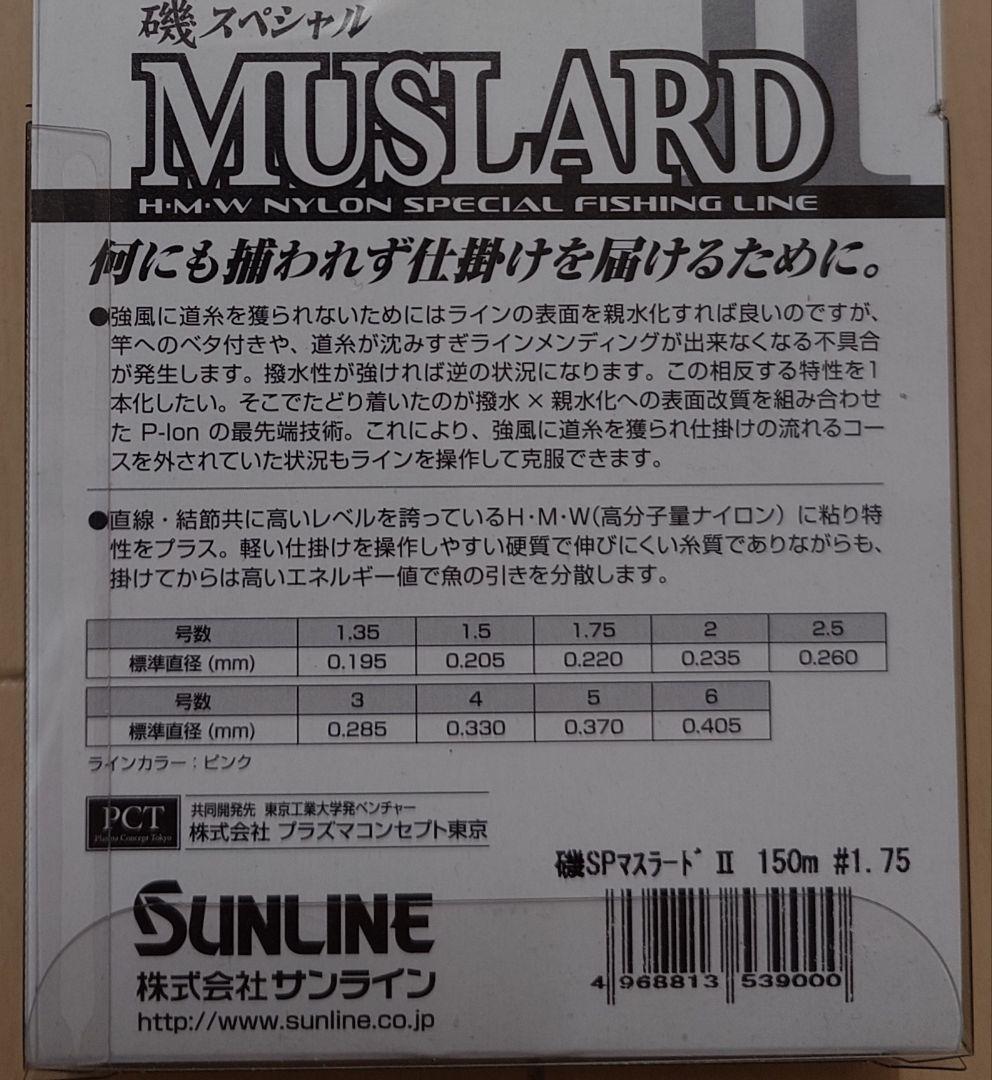 磯スペシャル
MUSLARD II
H·M·W NYLON SPECIAL FISHING LINE
何にも捕われず仕掛けを届けるために。
●強風に道糸を獲られないためにはラインの表面を親水化すれば良いのですが、
竿へのベタ付きや、道糸が沈みすぎラインメンディングが出来なくなる不具合
が発生します。撥水性が強ければ逆の状況になります。この相反する特性を1
本化したい。そこでたどり着いたのが撥水×親水化への表面改質を組み合わせ
た P-Ion の最先端技術。これにより、強風に道糸を獲られ仕掛けの流れるコー
スを外されていた状況もラインを操作して克服できます。
●直線・結節共に高いレベルを誇っているH·M·W(高分子量ナイロン）に粘り特
性をプラス。軽い仕掛けを操作しやすい硬質で伸びにくい糸質でありながらも、
掛けてからは高いエネルギー値で魚の引きを分散します。
号数 1.35 1.5 1.75 2 2.5
標準直径 (mm) 0.195 0.205 0.220 0.235 0.260
号数 3 4 5 6
標準直径 (mm) 0.285 0.330 0.370 0.405
ラインカラー：ピンク
PCT
Plasma Concept Tokyo
共同開発先 東京工業大学発ベンチャー
株式会社 プラズマコンセプト東京
磯SPマスラードⅡ 150m #1.75
SUNLINE
株式会社サンライン
http://www.sunline.co.jp
4 968813 539000